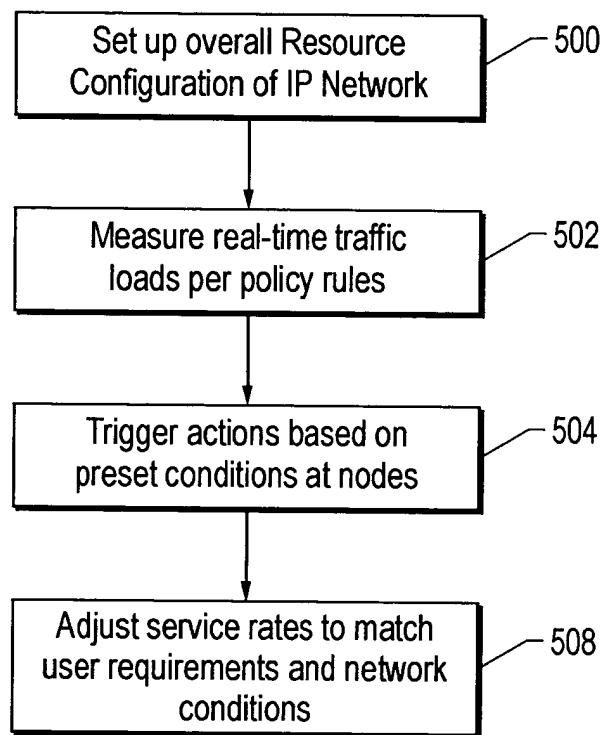 Set up overall Resource
Configuration of IP Network
500
Measure real-time traffic
loads per policy rules
502
Trigger actions based on
preset conditions at nodes
504
Adjust service rates to match
user requirements and network
conditions
508